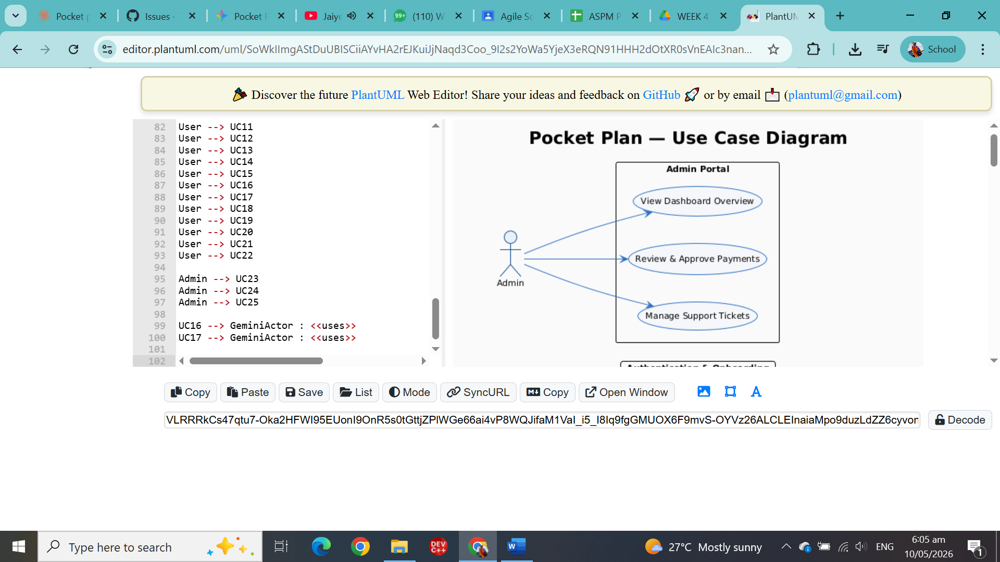 Pocket p
Issues ·
Pocket P
Jaiye
99+
(110) W
Agile So
ASPM P
WEEK 4
PlantUM
editor.plantuml.com/uml/
School
Discover the future PlantUML Web Editor! Share your ideas and feedback on GitHub 🚀 or by email 📩 (plantuml@gmail.com)
82 User --> UC11
83 User --> UC12
84 User --> UC13
85 User --> UC14
86 User --> UC15
87 User --> UC16
88 User --> UC17
89 User --> UC18
90 User --> UC19
91 User --> UC20
92 User --> UC21
93 User --> UC22
94
95 Admin --> UC23
96 Admin --> UC24
97 Admin --> UC25
98
99 UC16 --> GeminiActor : <<uses>>
100 UC17 --> GeminiActor : <<uses>>
101
102
Pocket Plan — Use Case Diagram
Admin Portal
View Dashboard Overview
Review & Approve Payments
Manage Support Tickets
Admin
Copy
Paste
Save
List
Mode
SyncURL
Copy
Open Window
Decode
Type here to search
DEV C++
27°C Mostly sunny
ENG
6:05 am
10/05/2026
1